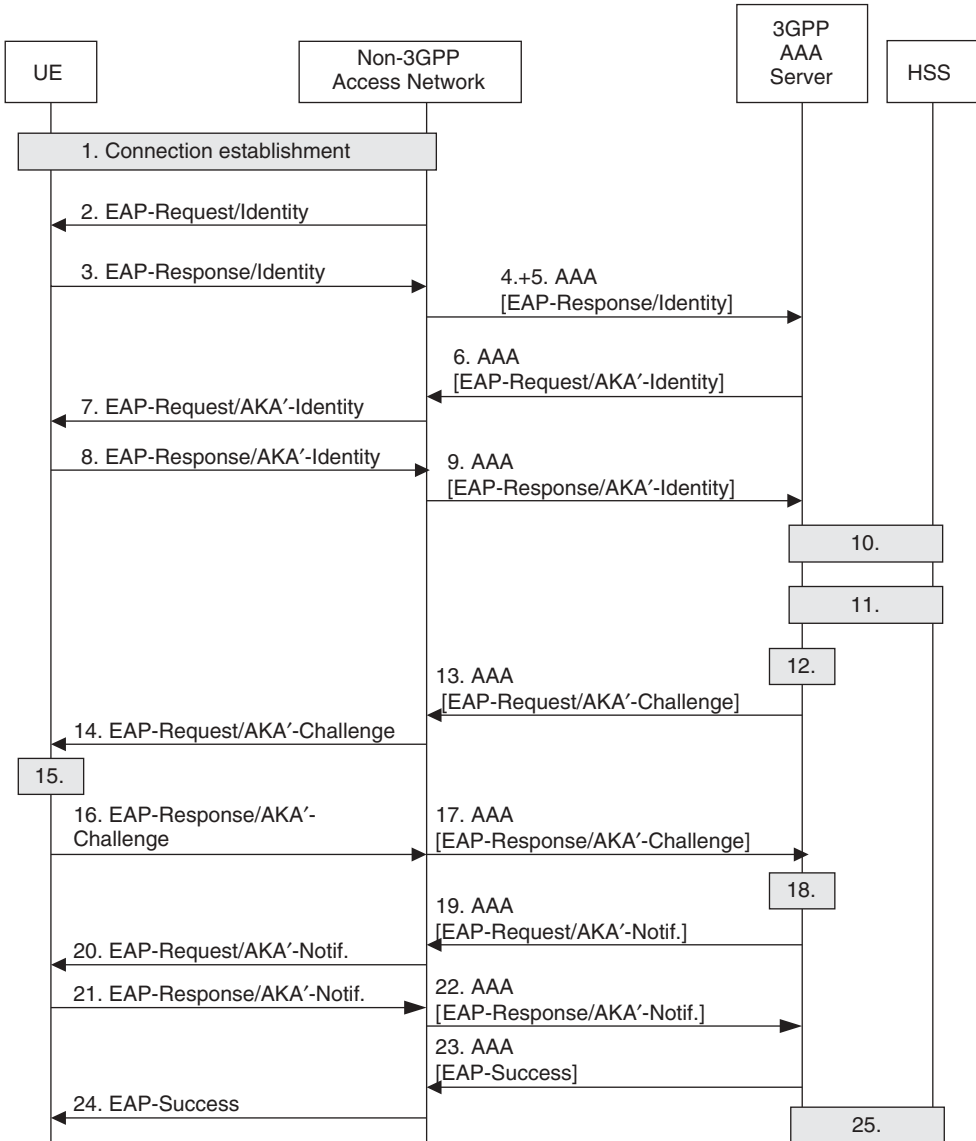 UE
Non-3GPP
Access Network
3GPP
AAA
Server
HSS
1. Connection establishment
2. EAP-Request/Identity
3. EAP-Response/Identity
4.+5. AAA
[EAP-Response/Identity]
6. AAA
[EAP-Request/AKA′-Identity]
7. EAP-Request/AKA′-Identity
8. EAP-Response/AKA′-Identity
9. AAA
[EAP-Response/AKA′-Identity]
10.
11.
12.
13. AAA
[EAP-Request/AKA′-Challenge]
14. EAP-Request/AKA′-Challenge
15.
16. EAP-Response/AKA′-
Challenge
17. AAA
[EAP-Response/AKA′-Challenge]
18.
19. AAA
[EAP-Request/AKA′-Notif.]
20. EAP-Request/AKA′-Notif.
21. EAP-Response/AKA′-Notif.
22. AAA
[EAP-Response/AKA′-Notif.]
23. AAA
[EAP-Success]
24. EAP-Success
25.